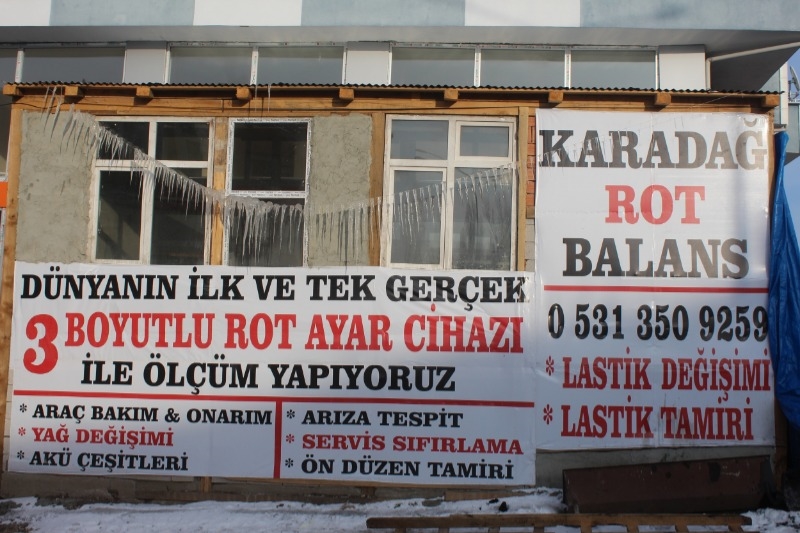 DÜNYANIN İLK VE TEK GERÇEK
3 BOYUTLU ROT AYAR CİHAZI
İLE ÖLÇÜM YAPIYORUZ
* ARAÇ BAKIM & ONARIM
* YAĞ DEĞİŞİMİ
* AKÜ ÇEŞİTLERİ
* ARIZA TESPİT
* SERVİS SIFIRLAMA
* ÖN DÜZEN TAMİRİ
KARADAĞ
ROT
BALANS
0 531 350 9259
* LASTİK DEĞİŞİMİ
* LASTİK TAMİRİ